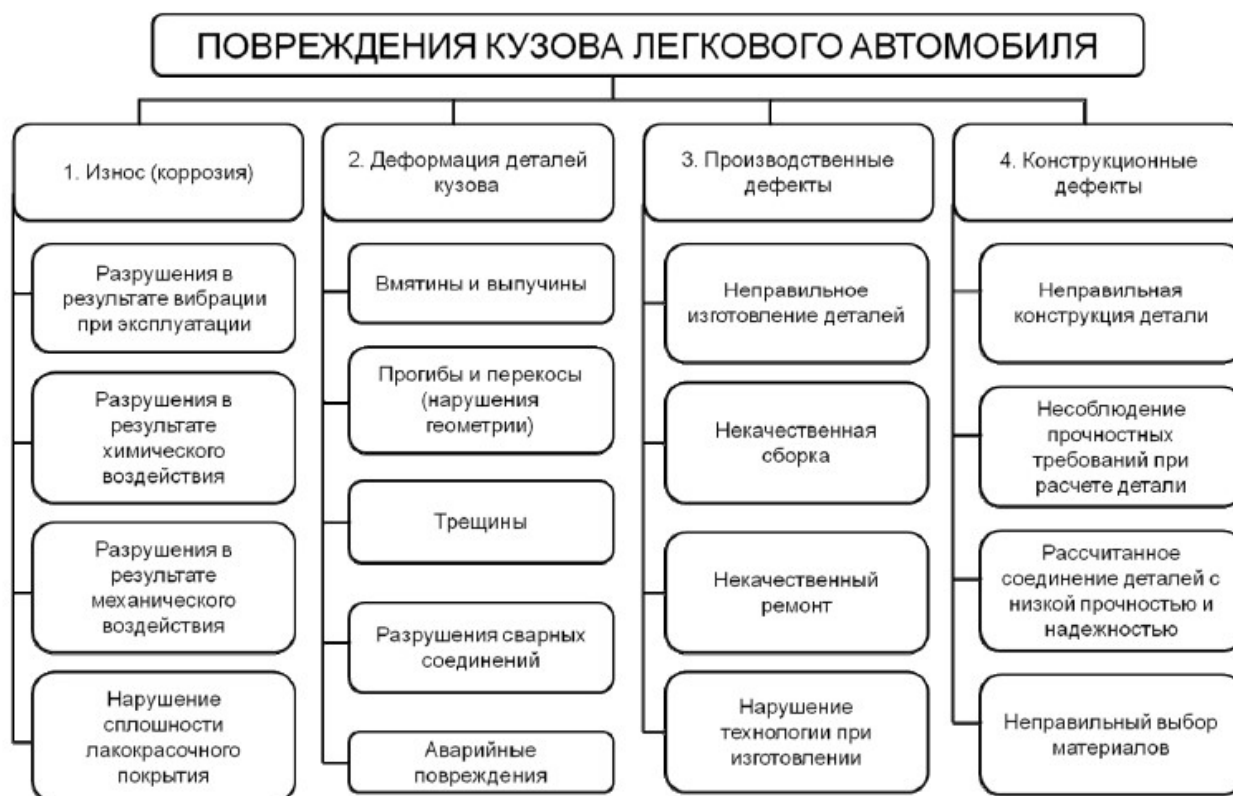 ПОВРЕЖДЕНИЯ КУЗОВА ЛЕГКОВОГО АВТОМОБИЛЯ
1. Износ (коррозия)
Разрушения в
результате вибрации
при эксплуатации
Разрушения в
результате
химического
воздействия
Разрушения в
результате
механического
воздействия
Нарушение
сплошности
лакокрасочного
покрытия
2. Деформация деталей
кузова
Вмятины и выпучины
Прогибы и перекосы
(нарушения
геометрии)
Трещины
Разрушения сварных
соединений
Аварийные
повреждения
3. Производственные
дефекты
Неправильное
изготовление деталей
Некачественная
сборка
Некачественный
ремонт
Нарушение
технологии при
изготовлении
4. Конструкционные
дефекты
Неправильная
конструкция детали
Несоблюдение
прочностных
требований при
расчете детали
Рассчитанное
соединение деталей с
низкой прочностью и
надежностью
Неправильный выбор
материалов